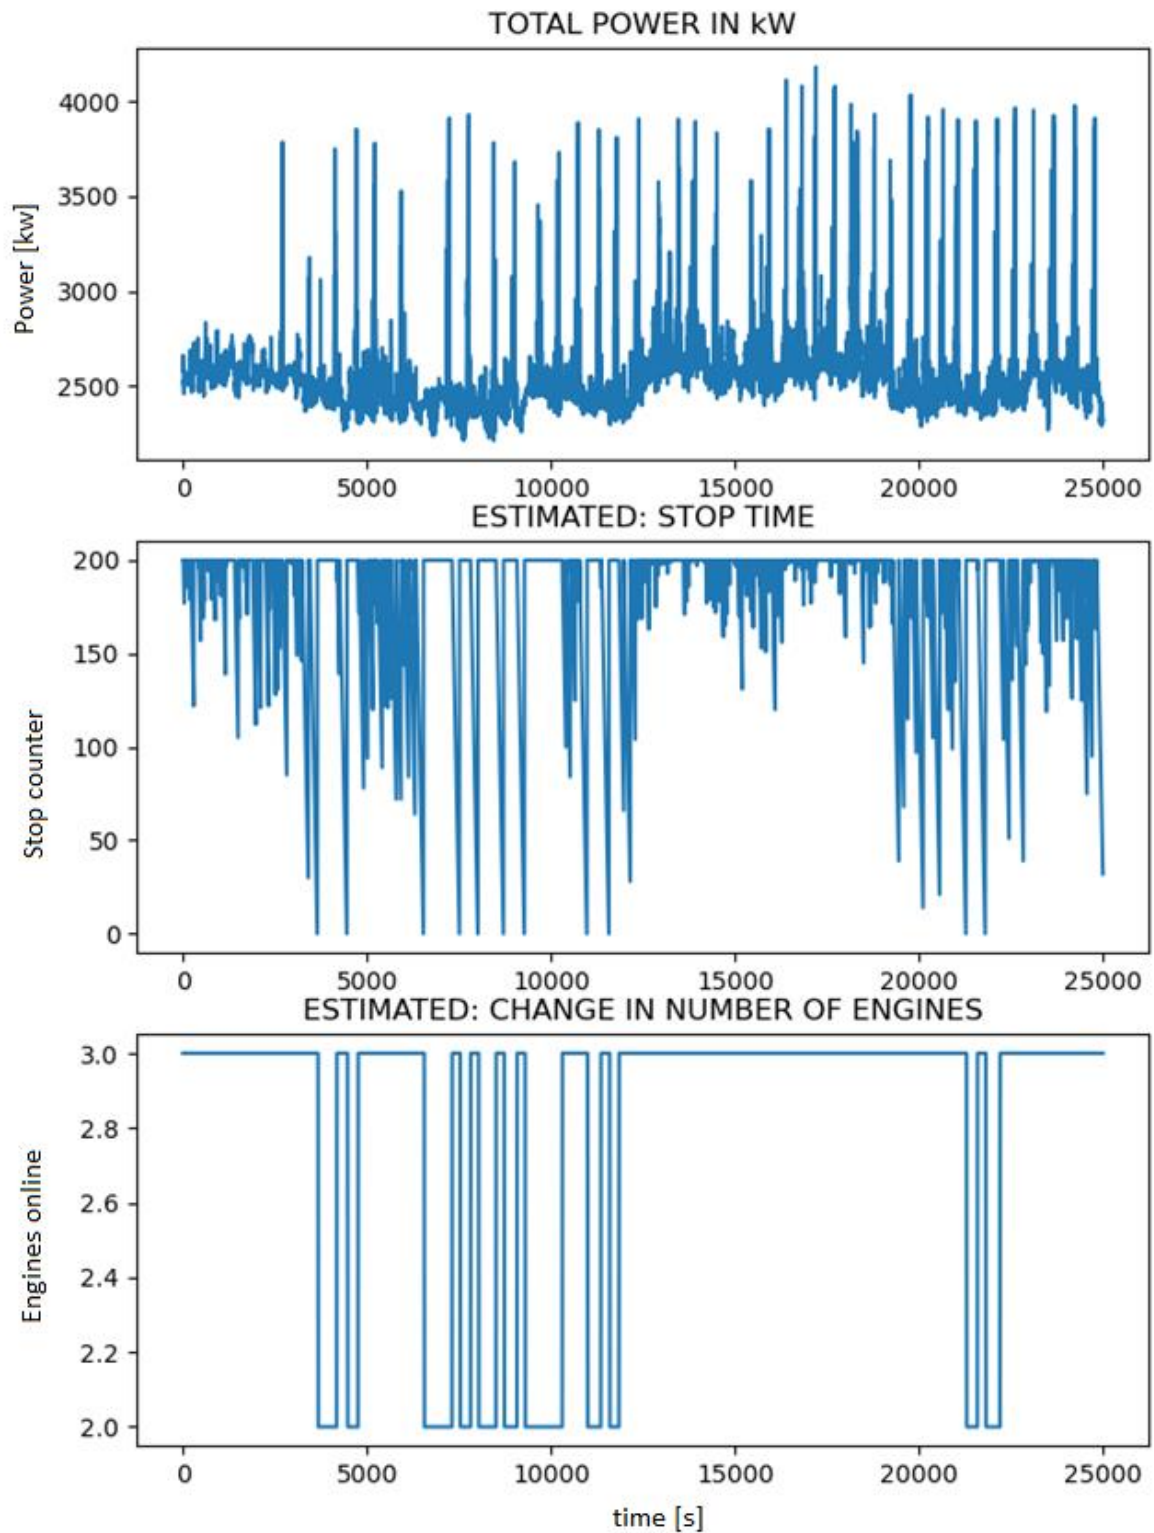 TOTAL POWER IN kW
4000
3500
3000
2500
Power [kw]
0 5000 10000 15000 20000 25000
ESTIMATED: STOP TIME
200
150
100
50
0
Stop counter
0 5000 10000 15000 20000 25000
ESTIMATED: CHANGE IN NUMBER OF ENGINES
3.0
2.8
2.6
2.4
2.2
2.0
Engines online
0 5000 10000 15000 20000 25000
time [s]